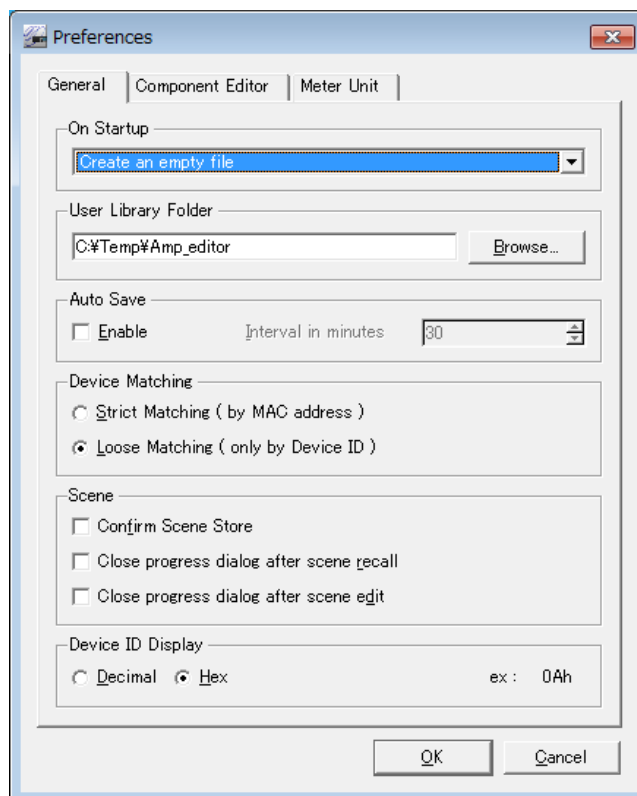 Preferences
General Component Editor Meter Unit
On Startup
Create an empty file
User Library Folder
C:¥Temp¥Amp_editor Browse...
Auto Save
Enable Interval in minutes 30
Device Matching
Strict Matching ( by MAC address )
Loose Matching ( only by Device ID )
Scene
Confirm Scene Store
Close progress dialog after scene recall
Close progress dialog after scene edit
Device ID Display
Decimal Hex ex : 0Ah
OK Cancel